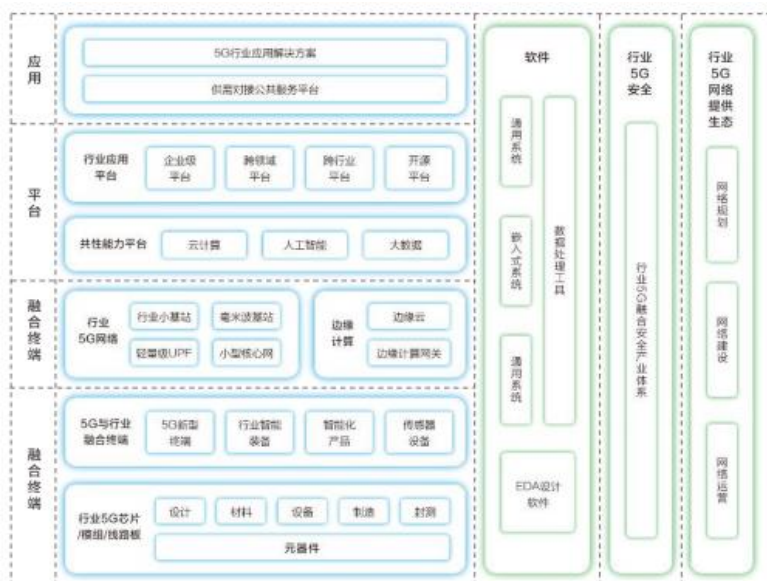 应用
5G行业应用解决方案
供需对接公共服务平台
平台
行业应用
平台
企业级
平台
跨领域
平台
跨行业
平台
开源
平台
共性能力平台
云计算
人工智能
大数据
融合终端
行业
5G网络
行业小基站
毫米波基站
轻量级UPF
小型核心网
边缘
计算
边缘云
边缘计算网关
融合终端
5G与行业
融合终端
5G新型
终端
行业智能
装备
智能化
产品
传感器
设备
行业5G芯片
/模组/线路板
设计
材料
设备
制造
封测
元器件
软件
通用系统
嵌入式系统
通用系统
数据处理工具
EDA设计
软件
行业
5G
安全
行业5G融合安全产业体系
行业
5G
网络
提供
生态
网络规划
网络建设
网络运营